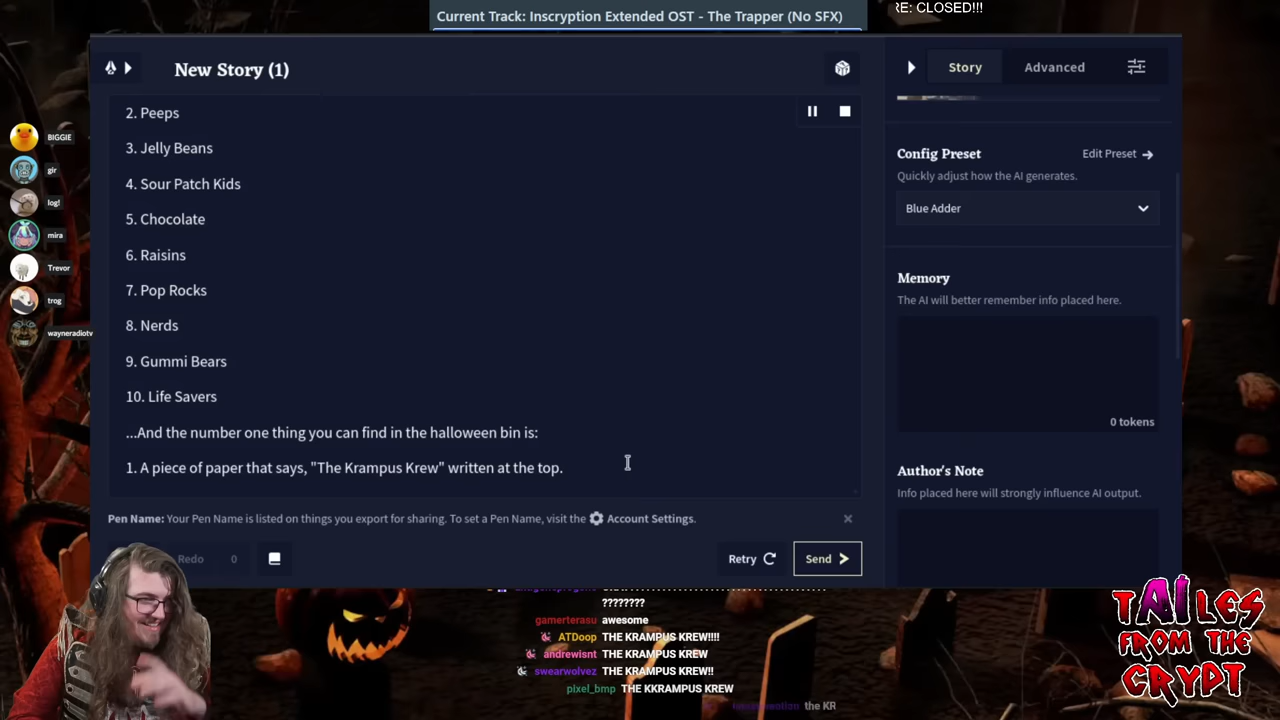 Current Track: Inscryption Extended OST - The Trapper (No SFX)
RE: CLOSED!!!
New Story (1)
Story
Advanced
2. Peeps
3. Jelly Beans
4. Sour Patch Kids
5. Chocolate
6. Raisins
7. Pop Rocks
8. Nerds
9. Gummi Bears
10. Life Savers
...And the number one thing you can find in the halloween bin is:
1. A piece of paper that says, "The Krampus Krew" written at the top.
Config Preset
Edit Preset
Quickly adjust how the AI generates.
Blue Adder
Memory
The AI will better remember info placed here.
0 tokens
Author's Note
Info placed here will strongly influence AI output.
BIGGIE
gir
log!
mira
Trevor
trog
wayneradiotv
Pen Name: Your Pen Name is listed on things you export for sharing. To set a Pen Name, visit the Account Settings.
Redo 0
Retry
Send
????????
gamerterasu awesome
ATDoop THE KRAMPUS KREW!!!!
andrewisnt THE KRAMPUS KREW
swearwolvez THE KRAMPUS KREW!!
pixel_bmp THE KKRAMPUS KREW
the KR
TAILES
FROM THE
CRYPT